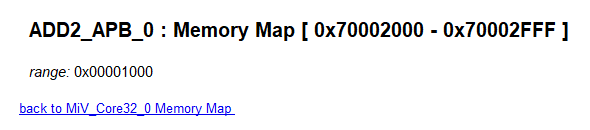 ADD2_APB_0 : Memory Map [ 0x70002000 - 0x70002FFF ]
range: 0x00001000
back to MiV_Core32_0 Memory Map